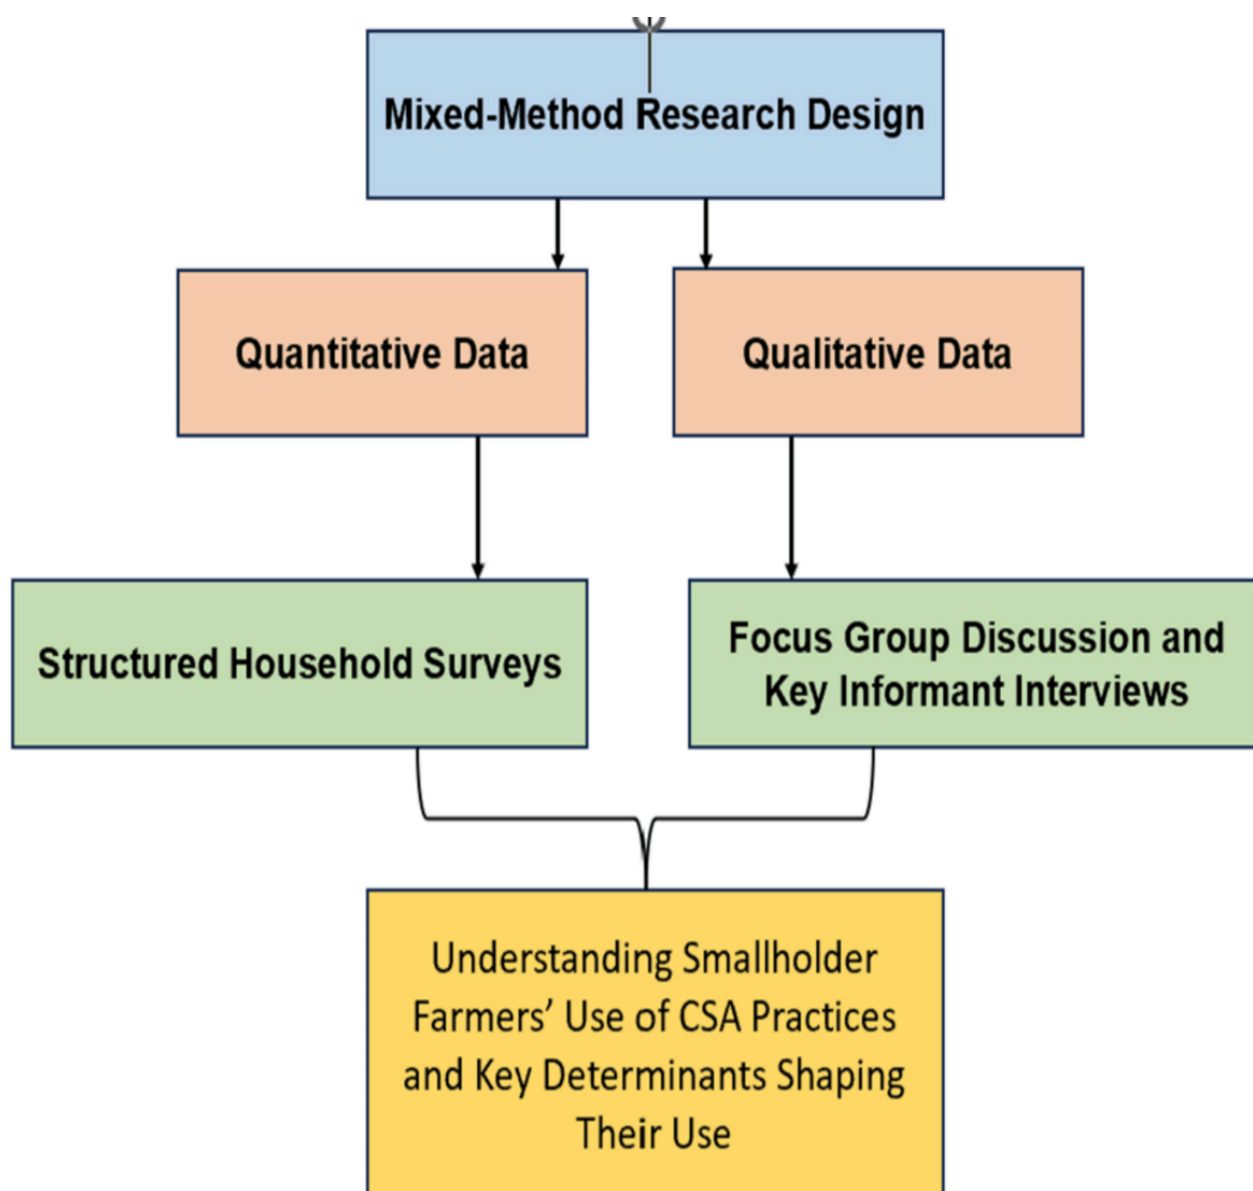 Mixed-Method Research Design
Quantitative Data
Qualitative Data
Structured Household Surveys
Focus Group Discussion and
Key Informant Interviews
Understanding Smallholder
Farmers’ Use of CSA Practices
and Key Determinants Shaping
Their Use